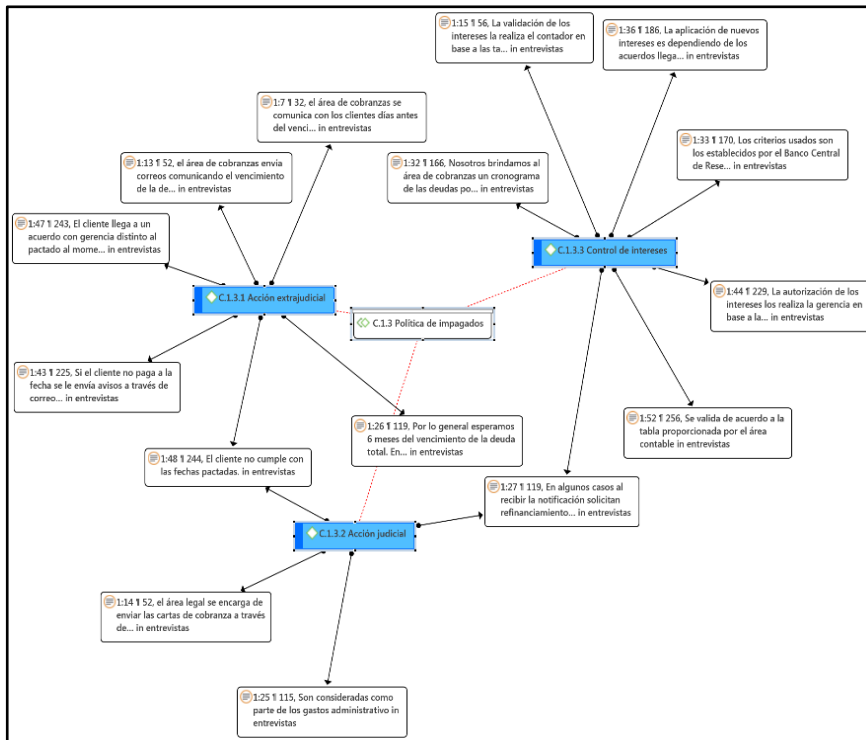 1:15 ¶ 56, La validación de los
intereses la realiza el contador en
base a las ta... in entrevistas
1:36 ¶ 186, La aplicación de nuevos
intereses es dependiendo de los
acuerdos llega... in entrevistas
1:7 ¶ 32, el área de cobranzas se
comunica con los clientes días antes
del venci... in entrevistas
1:33 ¶ 170, Los criterios usados son
los establecidos por el Banco Central
de Rese... in entrevistas
1:13 ¶ 52, el área de cobranzas envia
correos comunicando el vencimiento
de la de... in entrevistas
1:32 ¶ 166, Nosotros brindamos al
área de cobranzas un cronograma
de las deudas po... in entrevistas
1:47 ¶ 243, El cliente llega a un
acuerdo con gerencia distinto al
pactado al mome... in entrevistas
C.1.3.3 Control de intereses
C.1.3.1 Acción extrajudicial
1:44 ¶ 229, La autorización de los
intereses los realiza la gerencia en
base a la... in entrevistas
C.1.3 Política de impagados
1:43 ¶ 225, Si el cliente no paga a la
fecha se le envía avisos a través de
correo... in entrevistas
1:26 ¶ 119, Por lo general esperamos
6 meses del vencimiento de la deuda
total. En... in entrevistas
1:52 ¶ 256, Se valida de acuerdo a la
tabla proporcionada por el área
contable in entrevistas
1:48 ¶ 244, El cliente no cumple con
las fechas pactadas. in entrevistas
1:27 ¶ 119, En algunos casos al
recibir la notificación solicitan
refinanciamiento... in entrevistas
C.1.3.2 Acción judicial
1:14 ¶ 52, el área legal se encarga de
enviar las cartas de cobranza a través
de... in entrevistas
1:25 ¶ 115, Son consideradas como
parte de los gastos administrativo in
entrevistas